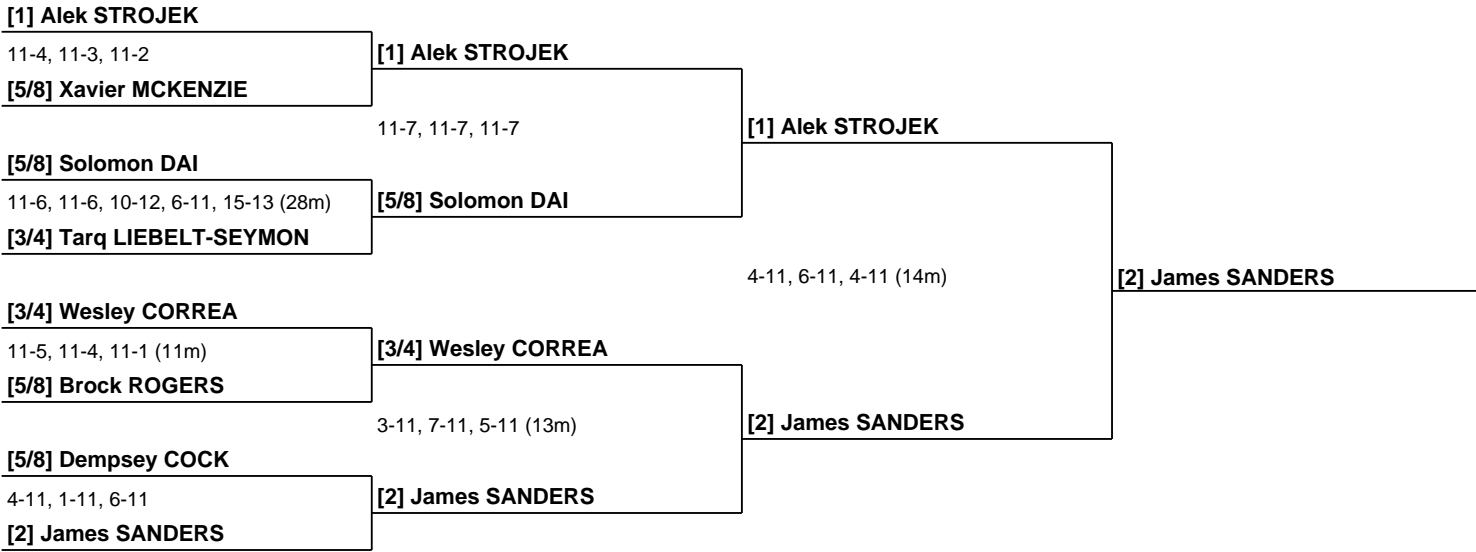 [1] Alek STROJEK
11-4, 11-3, 11-2
[1] Alek STROJEK
[5/8] Xavier MCKENZIE
11-7, 11-7, 11-7
[1] Alek STROJEK
[5/8] Solomon DAI
11-6, 11-6, 10-12, 6-11, 15-13 (28m)
[5/8] Solomon DAI
[3/4] Tarq LIEBELT-SEYMON
4-11, 6-11, 4-11 (14m)
[2] James SANDERS
[3/4] Wesley CORREA
11-5, 11-4, 11-1 (11m)
[3/4] Wesley CORREA
[5/8] Brock ROGERS
3-11, 7-11, 5-11 (13m)
[2] James SANDERS
[5/8] Dempsey COCK
4-11, 1-11, 6-11
[2] James SANDERS
[2] James SANDERS